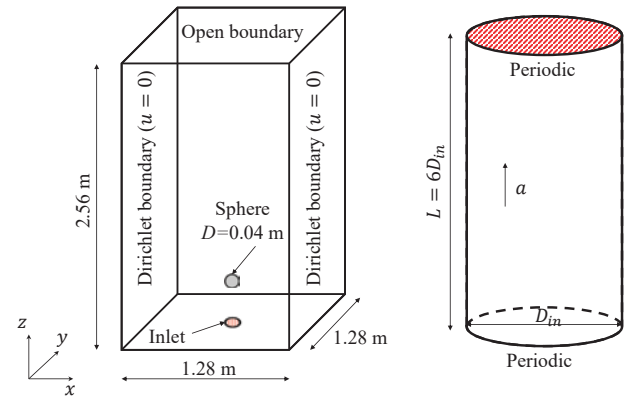 Open boundary
Dirichlet boundary (u = 0)
Dirichlet boundary (u = 0)
2.56 m
Sphere
D=0.04 m
Inlet
1.28 m
1.28 m
z
y
x
Periodic
L = 6D_in
a
D_in
Periodic